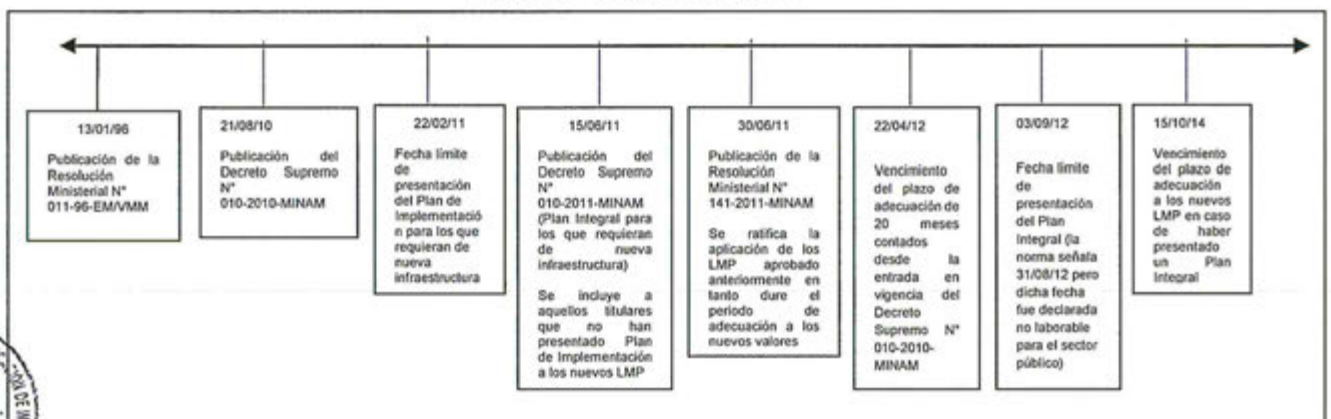 13/01/96
Publicación de la
Resolución
Ministerial N°
011-96-EM/VMM
21/08/10
Publicación del
Decreto Supremo
N°
010-2010-MINAM
22/02/11
Fecha límite
de
presentación
del Plan de
Implementació
n para los que
requieran de
nueva
infraestructura
15/06/11
Publicación del
Decreto Supremo
N°
010-2011-MINAM
(Plan Integral para
los que requieran
de nueva
infraestructura)
Se incluye a
aquellos titulares
que no han
presentado Plan
de Implementación
a los nuevos LMP
30/06/11
Publicación de la
Resolución
Ministerial N°
141-2011-MINAM
Se ratifica la
aplicación de los
LMP aprobado
anteriormente en
tanto dure el
periodo de
adecuación a los
nuevos valores
22/04/12
Vencimiento
del plazo de
adecuación de
20 meses
contados
desde la
entrada en
vigencia del
Decreto
Supremo N°
010-2010-
MINAM
03/09/12
Fecha límite
de
presentación
del Plan
Integral (la
norma señala
31/08/12 pero
dicha fecha
fue declarada
no laborable
para el sector
público)
15/10/14
Vencimiento
del plazo de
adecuación
a los nuevos
LMP en caso
de haber
presentado
un Plan
Integral